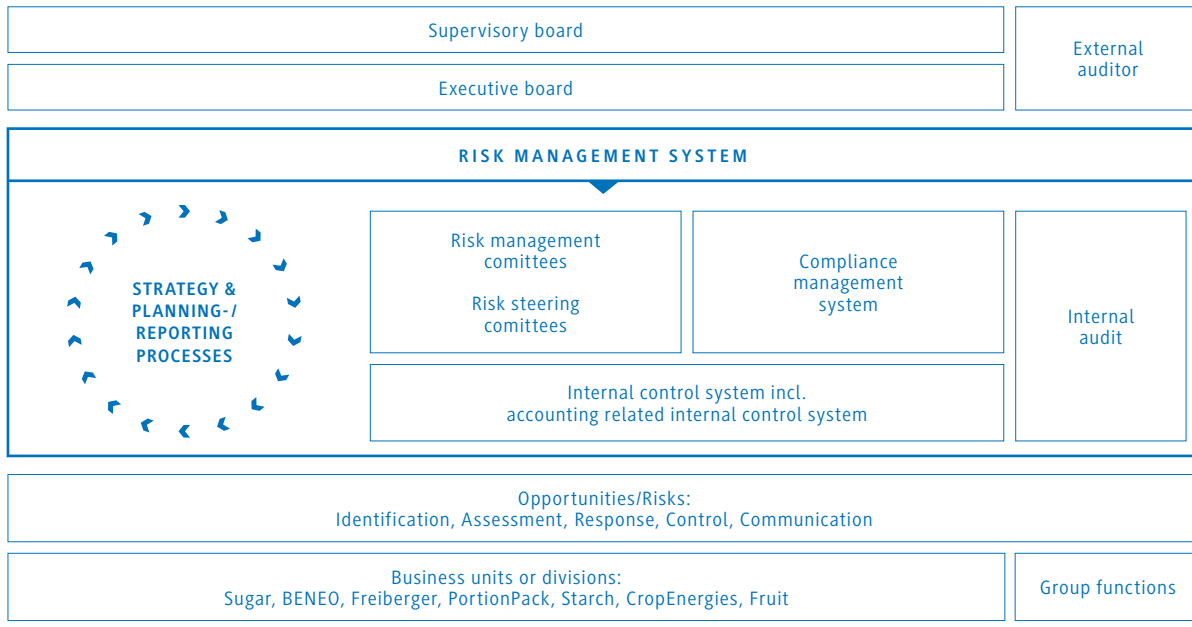 Supervisory board
External
auditor
Executive board
RISK MANAGEMENT SYSTEM
STRATEGY &
PLANNING-/
REPORTING
PROCESSES
Risk management
comittees
Risk steering
comittees
Compliance
management
system
Internal
audit
Internal control system incl.
accounting related internal control system
Opportunities/Risks:
Identification, Assessment, Response, Control, Communication
Business units or divisions:
Sugar, BENEO, Freiberger, PortionPack, Starch, CropEnergies, Fruit
Group functions